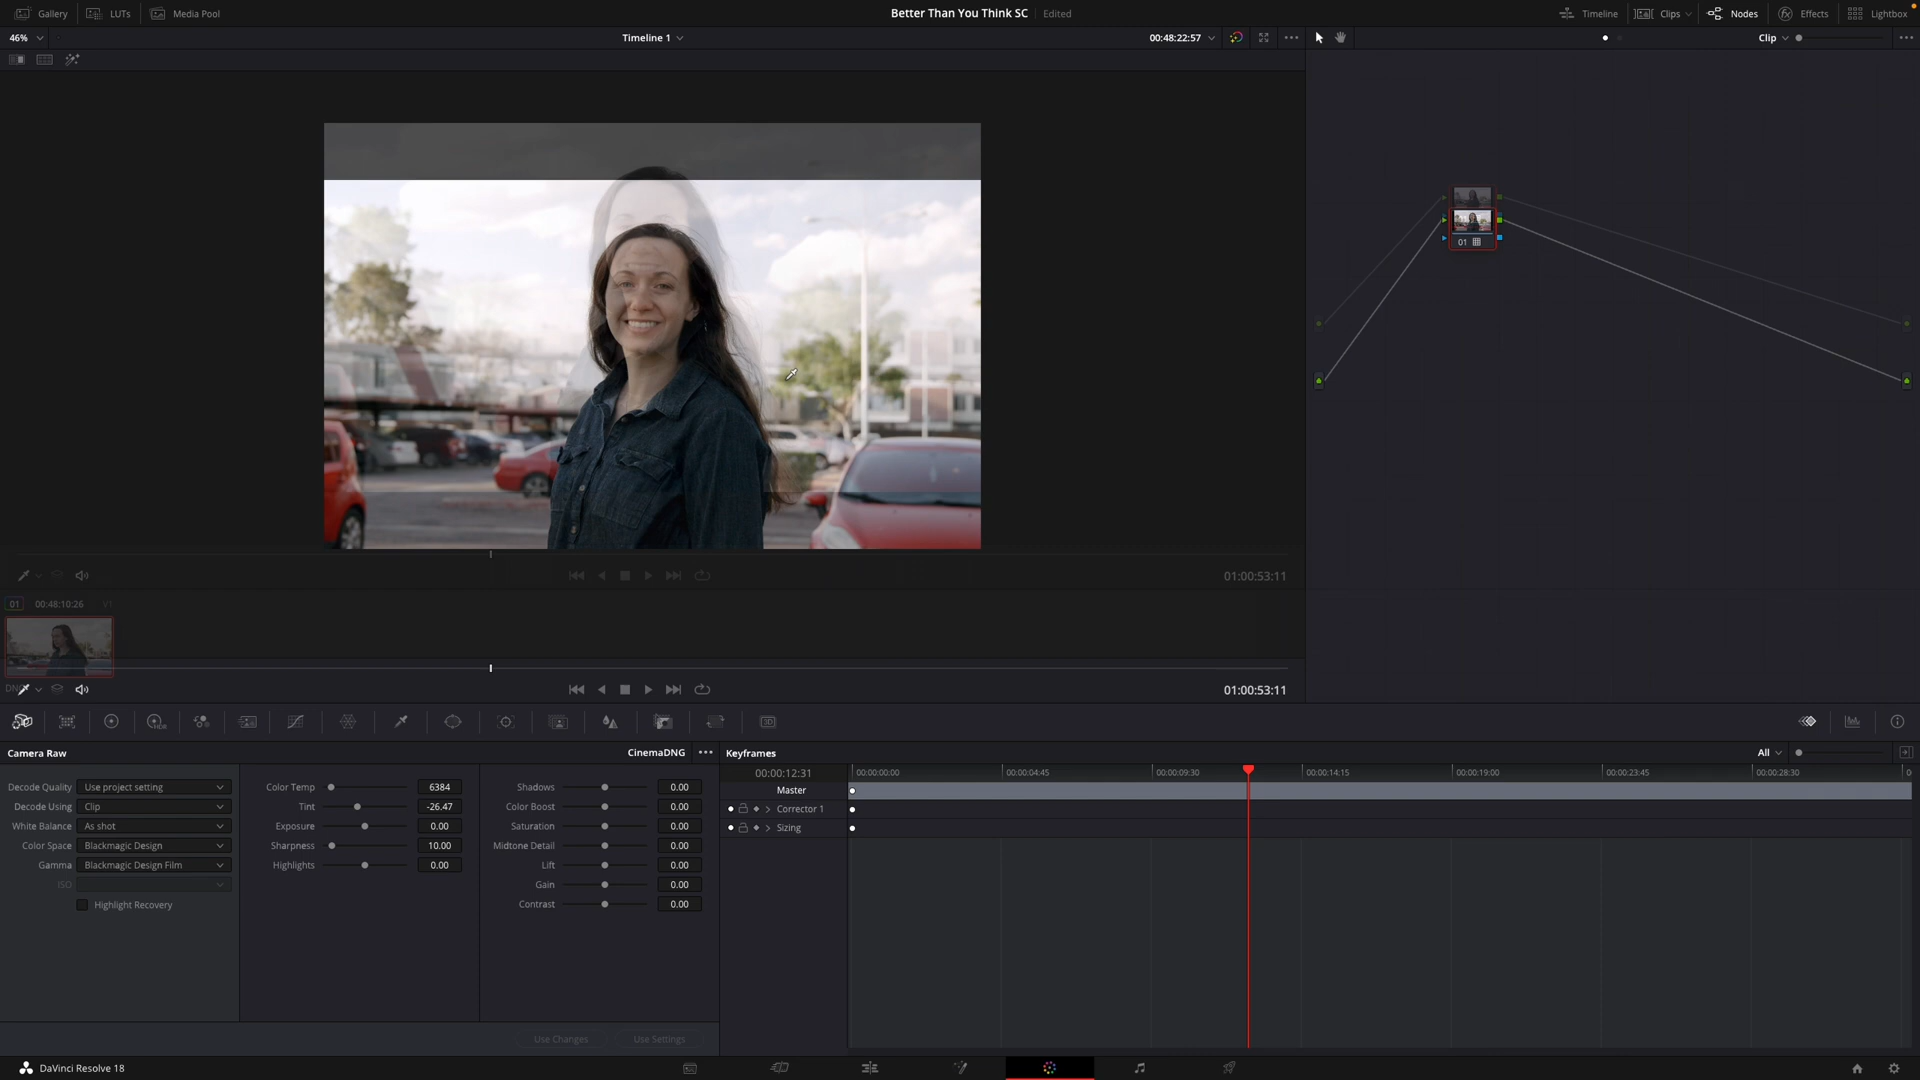 Gallery LUTs Media Pool Better Than You Think SC Edited Timeline Clips Nodes Effects Lightbox
46% Timeline 1 00:48:22:57 Clip
01
01:00:53:11
01 00:48:10:26 V1
01:00:53:11
Camera Raw CinemaDNG Keyframes All
Decode Quality Use project setting Color Temp 6384 Shadows 0.00 00:00:12:31 00:00:00:00 00:00:04:45 00:00:09:30 00:00:14:15 00:00:19:00 00:00:23:45 00:00:28:30
Decode Using Clip Tint -26.47 Color Boost 0.00 Master
White Balance As shot Exposure 0.00 Saturation 0.00 Corrector 1
Color Space Blackmagic Design Sharpness 10.00 Midtone Detail 0.00 Sizing
Gamma Blackmagic Design Film Highlights 0.00 Lift 0.00
ISO Gain 0.00
Highlight Recovery Contrast 0.00
Use Changes Use Settings
DaVinci Resolve 18